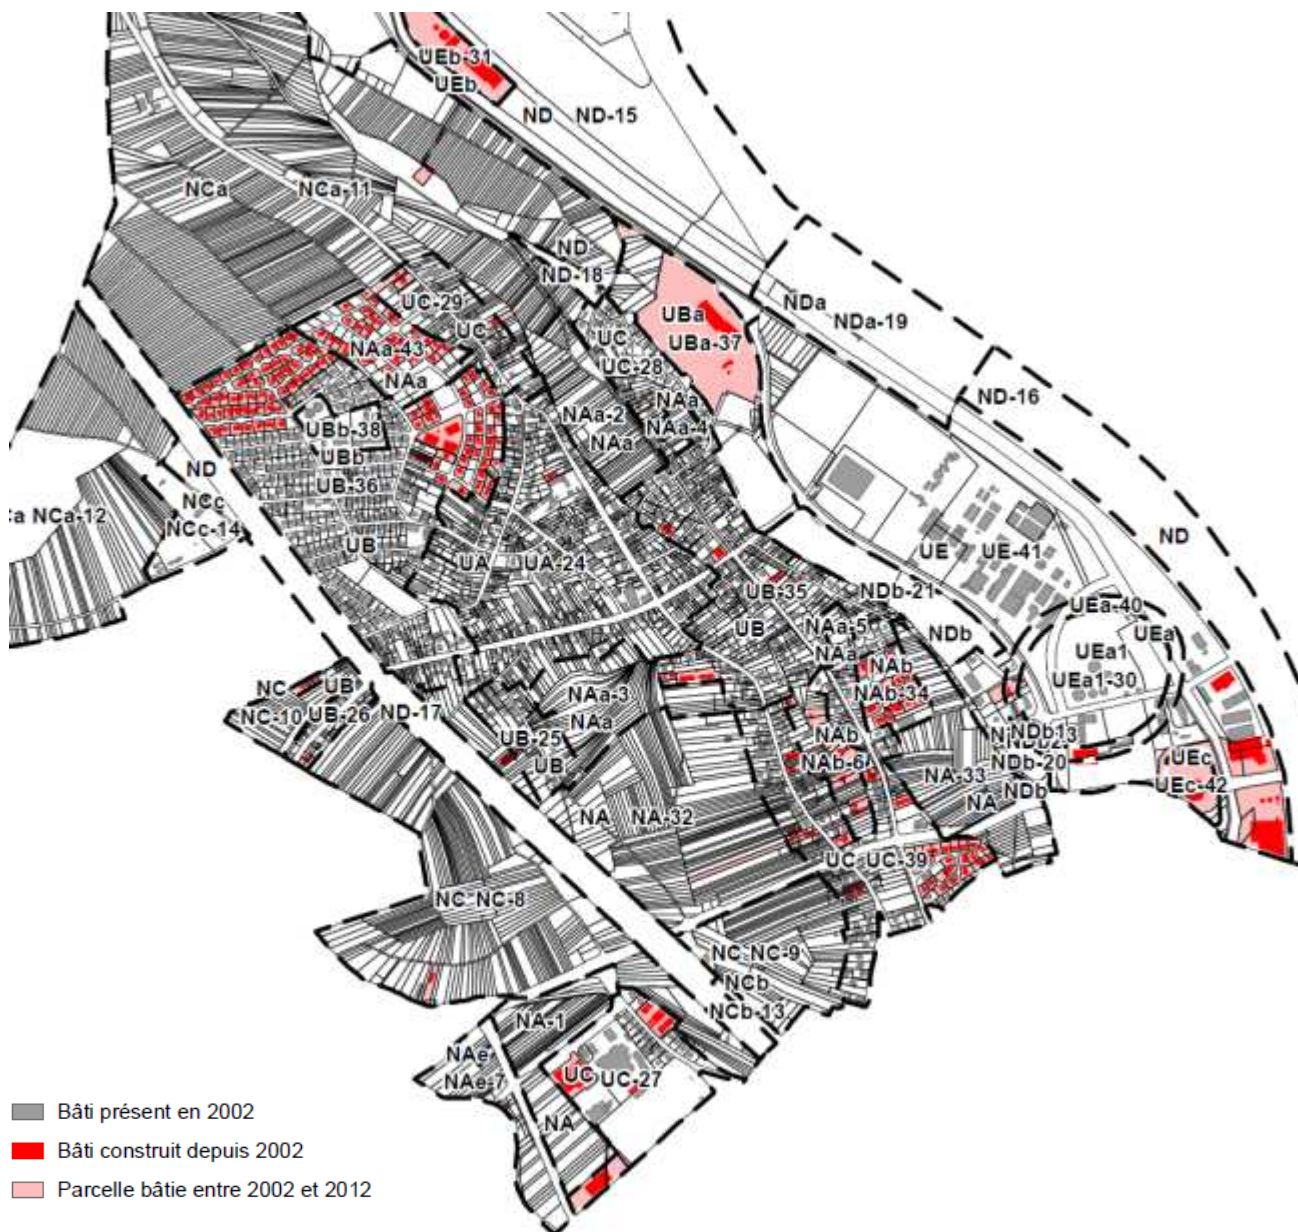 UEb-31
UEb
ND ND-15
NCa NCa-11
ND
ND-18
UC-29
UC
UBa
UBa-37
NDa
NDa-19
UC
UC-28
NAa-43
NAa
ND-16
NAa-2
NAa
NAa
NAa-4
UBb-38
UBb
UB-36
ND
NCc
NCc-14
NCa-12
UB
UA UA-24
UE UE-41
ND
UB-35
UB
NDb-21
UEa-40
UEa
NAa-5
NAa
NDb
UEa1
UEa1-30
NAb
NAb-34
NC
UB
NC-10
UB-26
ND-17
NAa-3
NAa
UB-25
UB
NAb
NDb13
NDb-20
NDb
UEc
UEc-42
NA-33
NA
NA NA-32
UC UC-39
NC NC-8
NC NC-9
NCb
NCb-13
NA-1
NAe
NAe-7
UC UC-27
NA
Bâti présent en 2002
Bâti construit depuis 2002
Parcelle bâtie entre 2002 et 2012